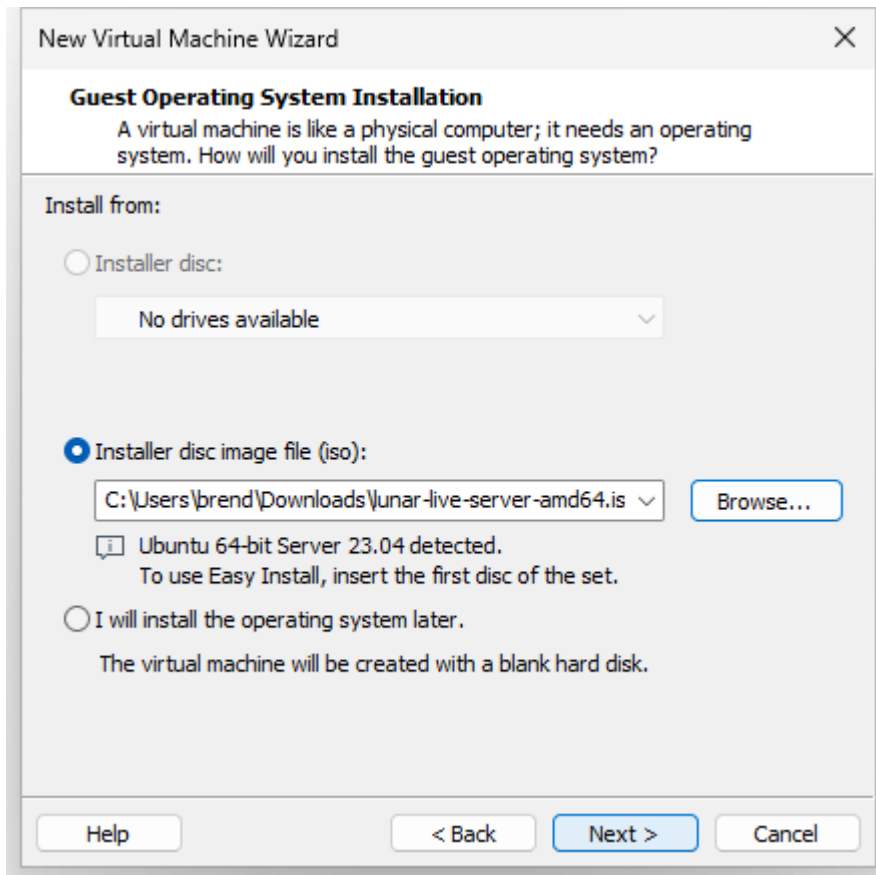 New Virtual Machine Wizard
Guest Operating System Installation
A virtual machine is like a physical computer; it needs an operating
system. How will you install the guest operating system?
Install from:
Installer disc:
No drives available
Installer disc image file (iso):
C:\Users\brend\Downloads\lunar-live-server-amd64.is
Browse...
Ubuntu 64-bit Server 23.04 detected.
To use Easy Install, insert the first disc of the set.
I will install the operating system later.
The virtual machine will be created with a blank hard disk.
Help
< Back
Next >
Cancel